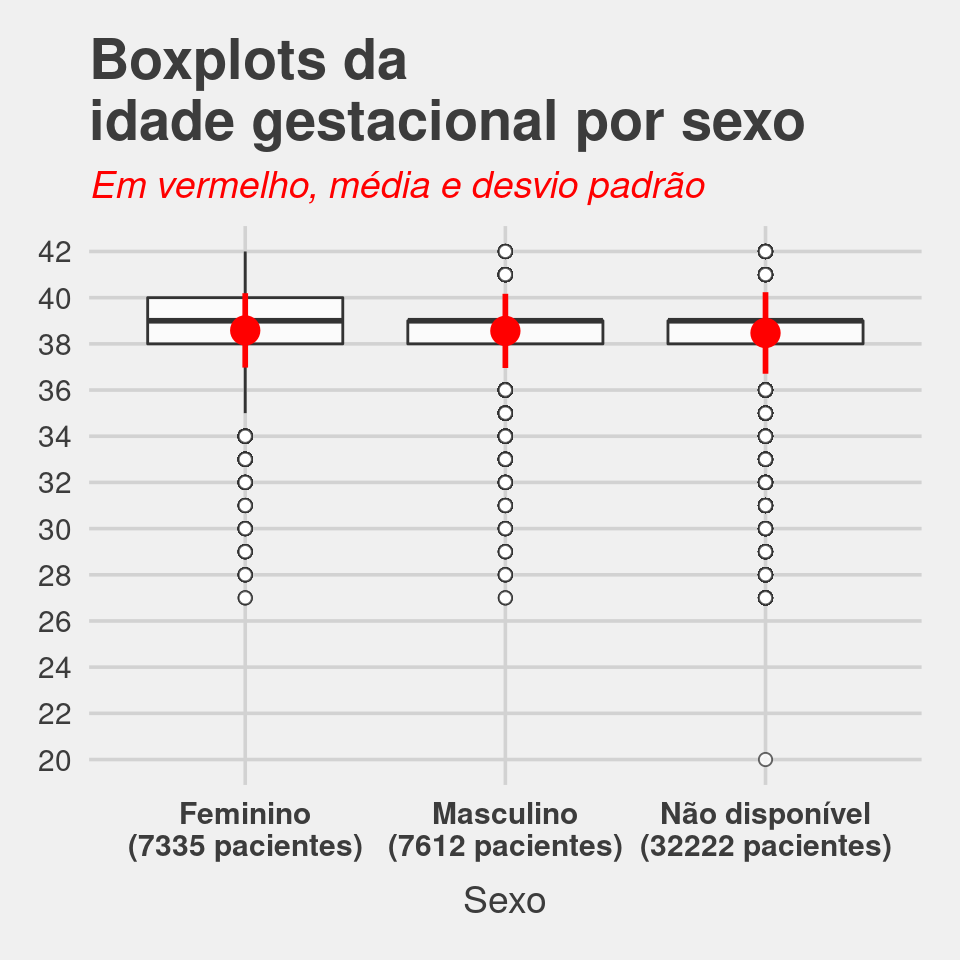 Boxplots da
idade gestacional por sexo
Em vermelho, média e desvio padrão
42
40
38
36
34
32
30
28
26
24
22
20
Feminino
(7335 pacientes)
Masculino
(7612 pacientes)
Não disponível
(32222 pacientes)
Sexo